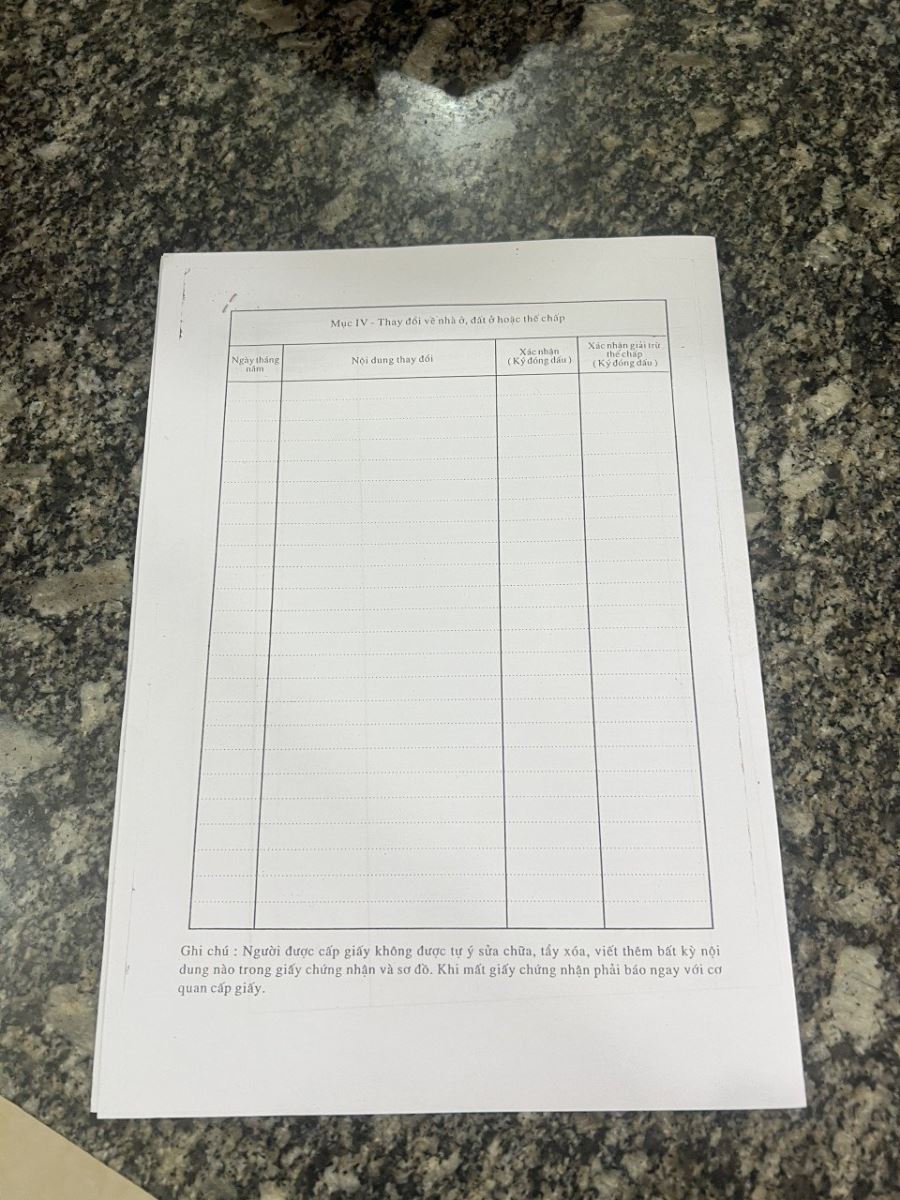 Mục IV - Thay đổi về nhà ở, đất ở hoặc thế chấp
Ngày tháng
năm
Nội dung thay đổi
Xác nhận
( Ký đóng dấu )
Xác nhận giải trừ
thế chấp
( Ký đóng dấu )
Ghi chú : Người được cấp giấy không được tự ý sửa chữa, tẩy xóa, viết thêm bất kỳ nội
dung nào trong giấy chứng nhận và sơ đồ. Khi mất giấy chứng nhận phải báo ngay với cơ
quan cấp giấy.